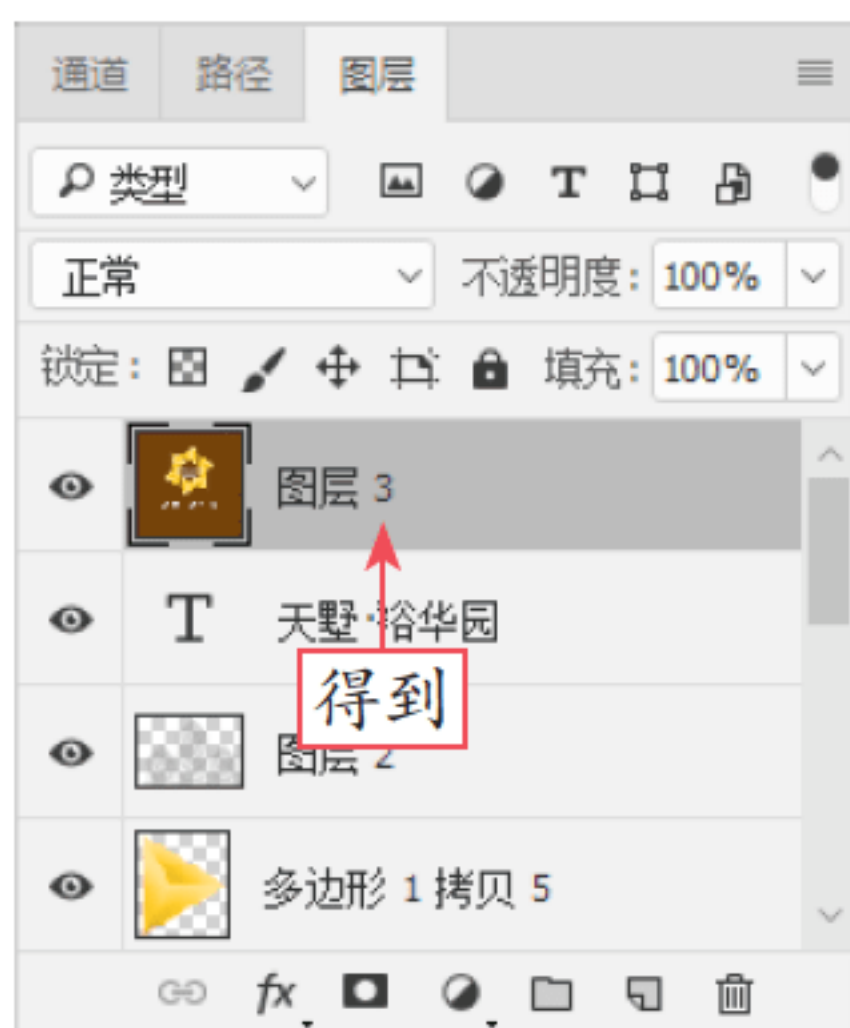 通道 路径 图层
类型
正常 不透明度: 100%
锁定: 填充: 100%
图层 3
T 天墅·裕华园
得到
图层 2
多边形 1 拷贝 5
fx